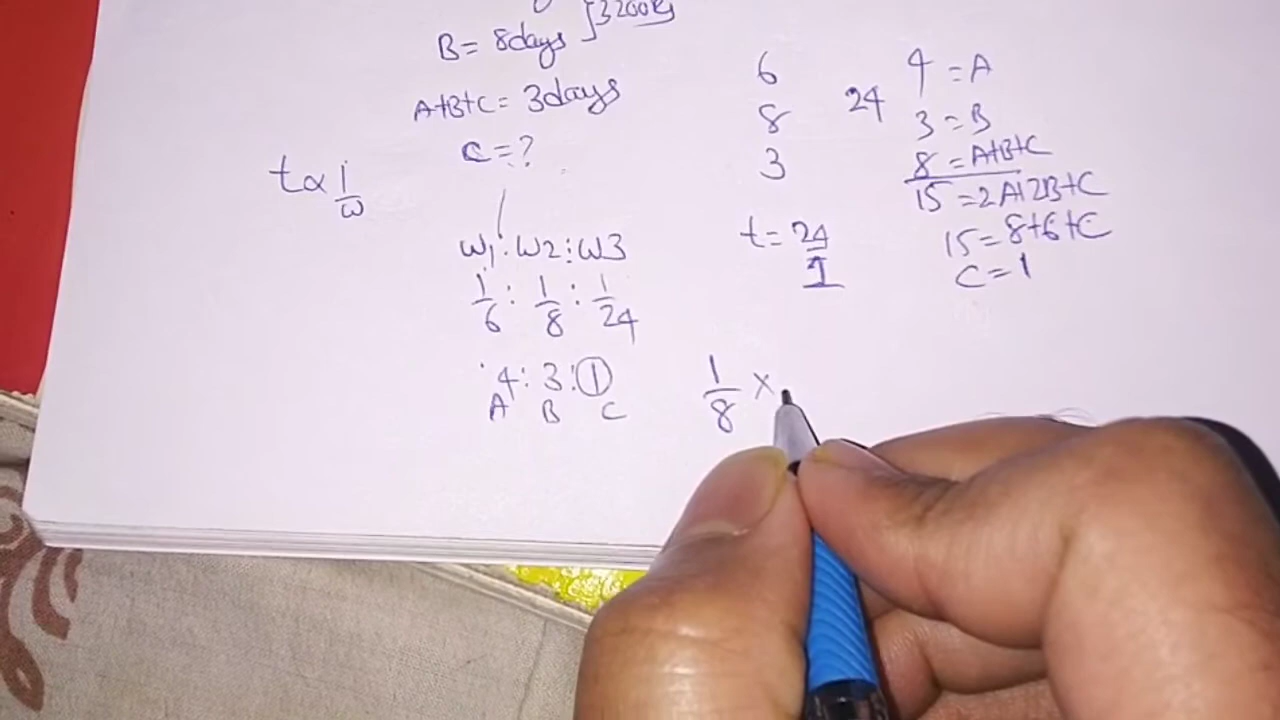 3200Rs
B = 8days
A+B+C = 3days
C = ?
t∝1/w
w1:w2:w3
1/6 : 1/8 : 1/24
4 : 3 : 1
A B C
6
8
3
24
4 = A
3 = B
8 = A+B+C
15 = 2A+2B+C
15 = 8+6+C
C = 1
t = 24/1
1/8 ×